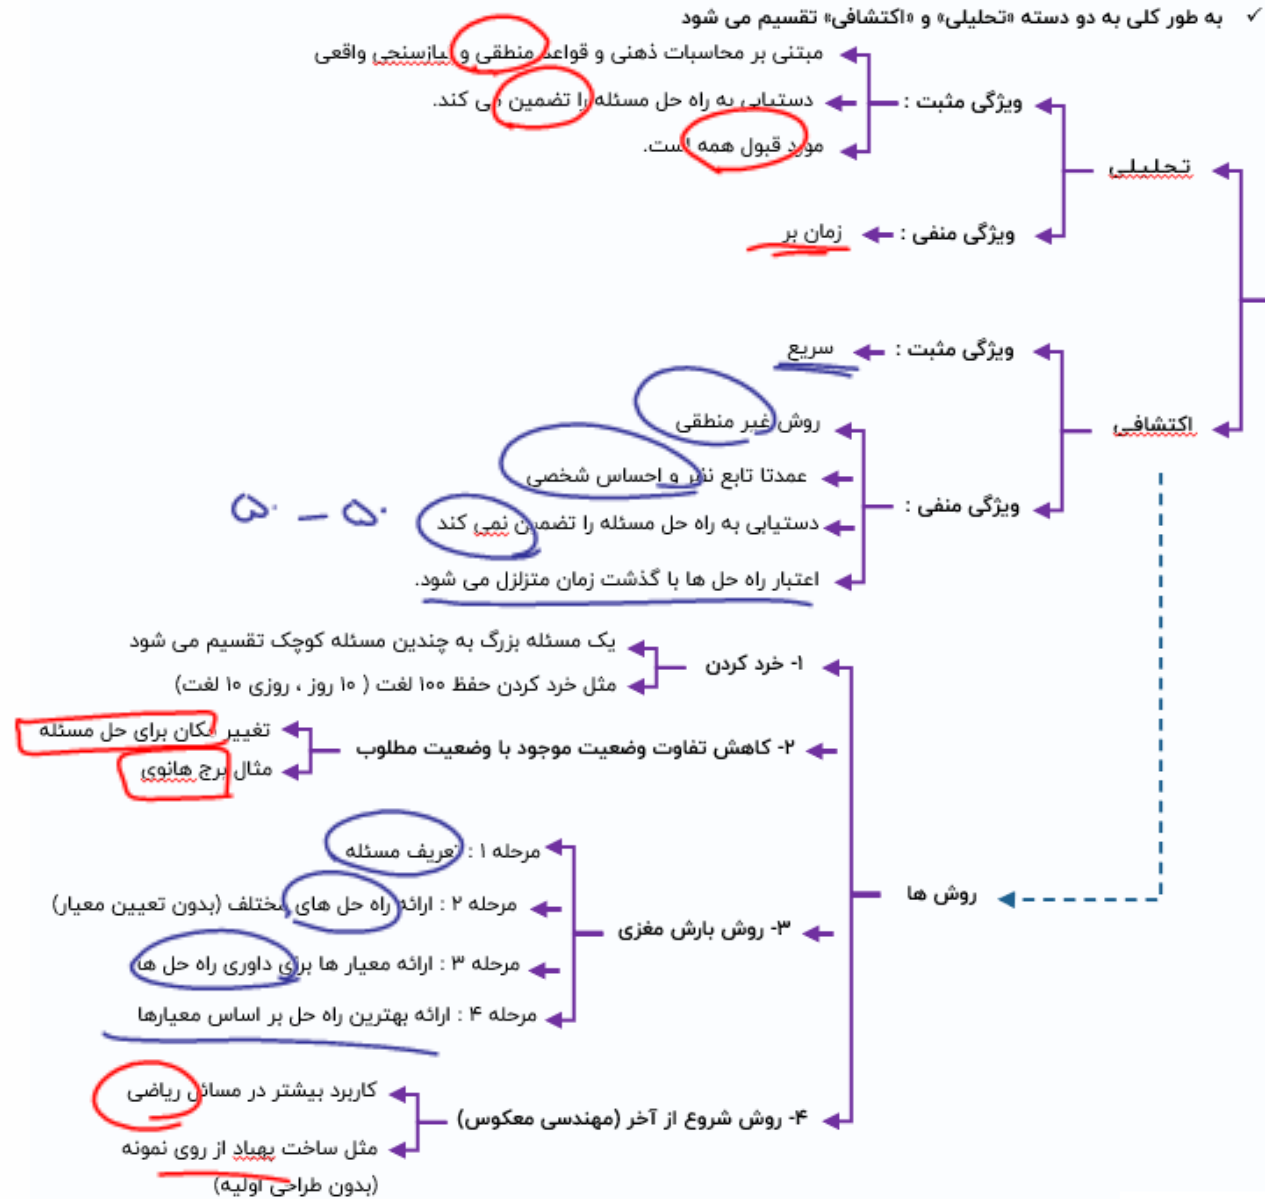 ✓ به طور کلی به دو دسته «تحلیلی» و «اکتشافی» تقسیم می شود
تحلیلی
ویژگی مثبت :
مبتنی بر محاسبات ذهنی و قواعد منطقی و نیازسنجی واقعی
دستیابی به راه حل مسئله را تضمین می کند.
مورد قبول همه است.
ویژگی منفی :
زمان بر
اکتشافی
ویژگی مثبت :
سریع
ویژگی منفی :
روش غیر منطقی
عمدتا تابع نظر و احساس شخصی
دستیابی به راه حل مسئله را تضمین نمی کند
۵۰ – ۵۰
اعتبار راه حل ها با گذشت زمان متزلزل می شود.
روش ها
۱- خرد کردن
یک مسئله بزرگ به چندین مسئله کوچک تقسیم می شود
مثل خرد کردن حفظ ۱۰۰ لغت ( ۱۰ روز ، روزی ۱۰ لغت)
۲- کاهش تفاوت وضعیت موجود با وضعیت مطلوب
تغییر مکان برای حل مسئله
مثال برج هانوی
۳- روش بارش مغزی
مرحله ۱ : تعریف مسئله
مرحله ۲ : ارائه راه حل های مختلف (بدون تعیین معیار)
مرحله ۳ : ارائه معیار ها برای داوری راه حل ها
مرحله ۴ : ارائه بهترین راه حل بر اساس معیارها
۴- روش شروع از آخر (مهندسی معکوس)
کاربرد بیشتر در مسائل ریاضی
مثل ساخت پهباد از روی نمونه
(بدون طراحی اولیه)